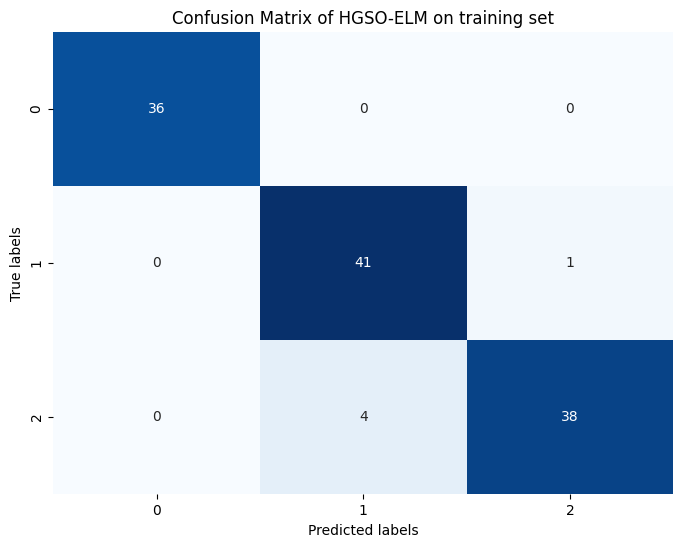 Confusion Matrix of HGSO-ELM on training set
0 36 0 0
1 0 41 1
2 0 4 38
True labels
0 1 2
Predicted labels